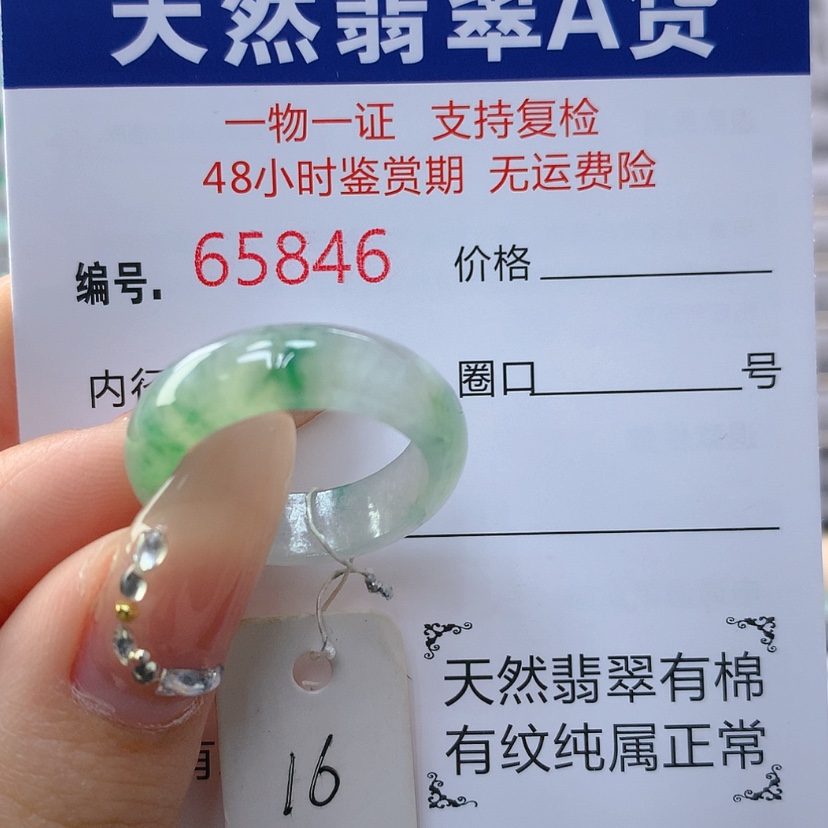 天然翡翠A货
一物一证 支持复检
48小时鉴赏期 无运费险
编号. 65846 价格
内 圈口 号
天然翡翠有棉
有纹纯属正常
有
16